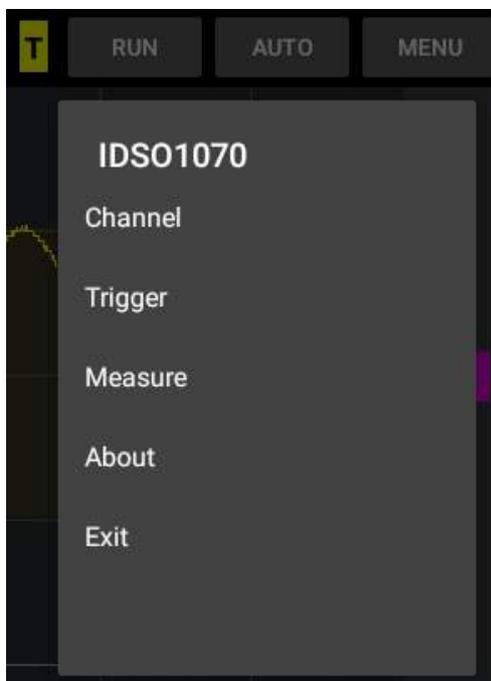 T RUN AUTO MENU
IDSO1070
Channel
Trigger
Measure
About
Exit